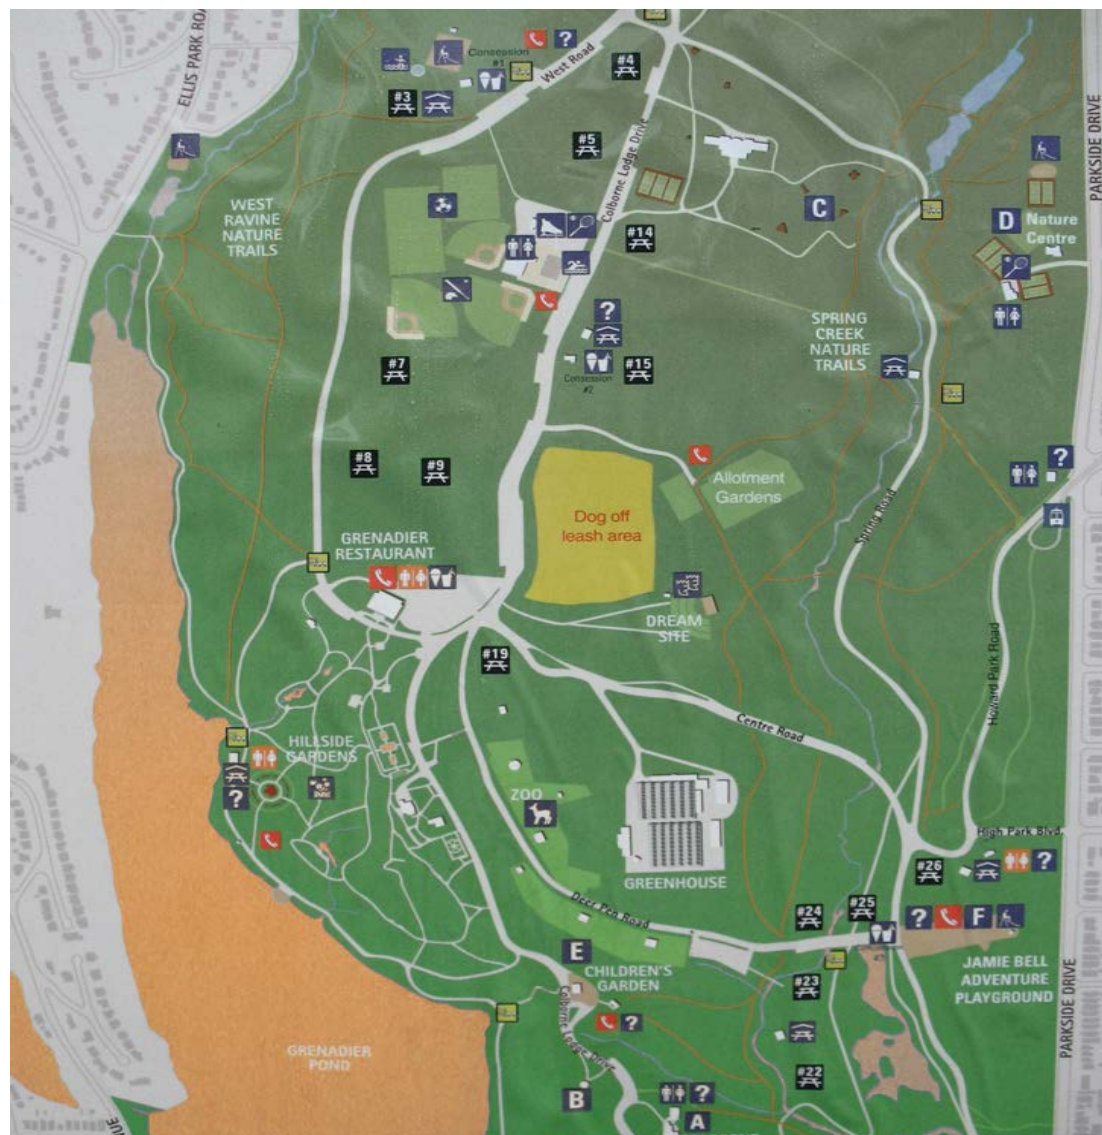 ELLIS PARK ROA
Consession
#1
?
West Road
#4
#3
#5
Colborne Lodge Drive
PARKSIDE DRIVE
WEST
RAVINE
NATURE
TRAILS
C
D
Nature
Centre
#14
?
SPRING
CREEK
NATURE
TRAILS
#7
#15
Consession
#2
#8
#9
?
Allotment
Gardens
Dog off
leash area
Spring Road
GRENADIER
RESTAURANT
DREAM
SITE
#19
Howard Park Road
Centre Road
HILLSIDE
GARDENS
?
ZOO
High Park Blvd.
GREENHOUSE
#26
?
Deer Pen Road
#24
#25
?
F
E
CHILDREN'S
GARDEN
JAMIE BELL
ADVENTURE
PLAYGROUND
#23
PARKSIDE DRIVE
Colborne Lodge Drive
?
GRENADIER
POND
#22
B
?
A